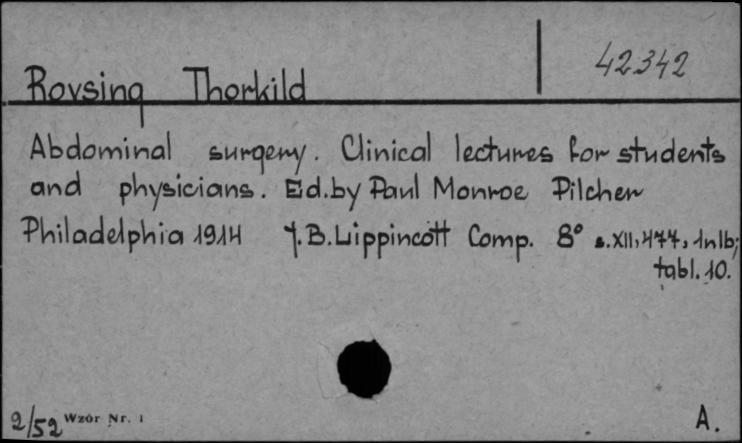 42342
Rovsing Thorkild
Abdominal surgery. Clinical lectures for students
and physicians. Ed.by Paul Monroe Pilcher
Philadelphia 1914 J.B.Lippincott Comp. 8° s.XII, 477, 1nlb;
tabl.10.
2/52 Wzór Nr. 1
A.